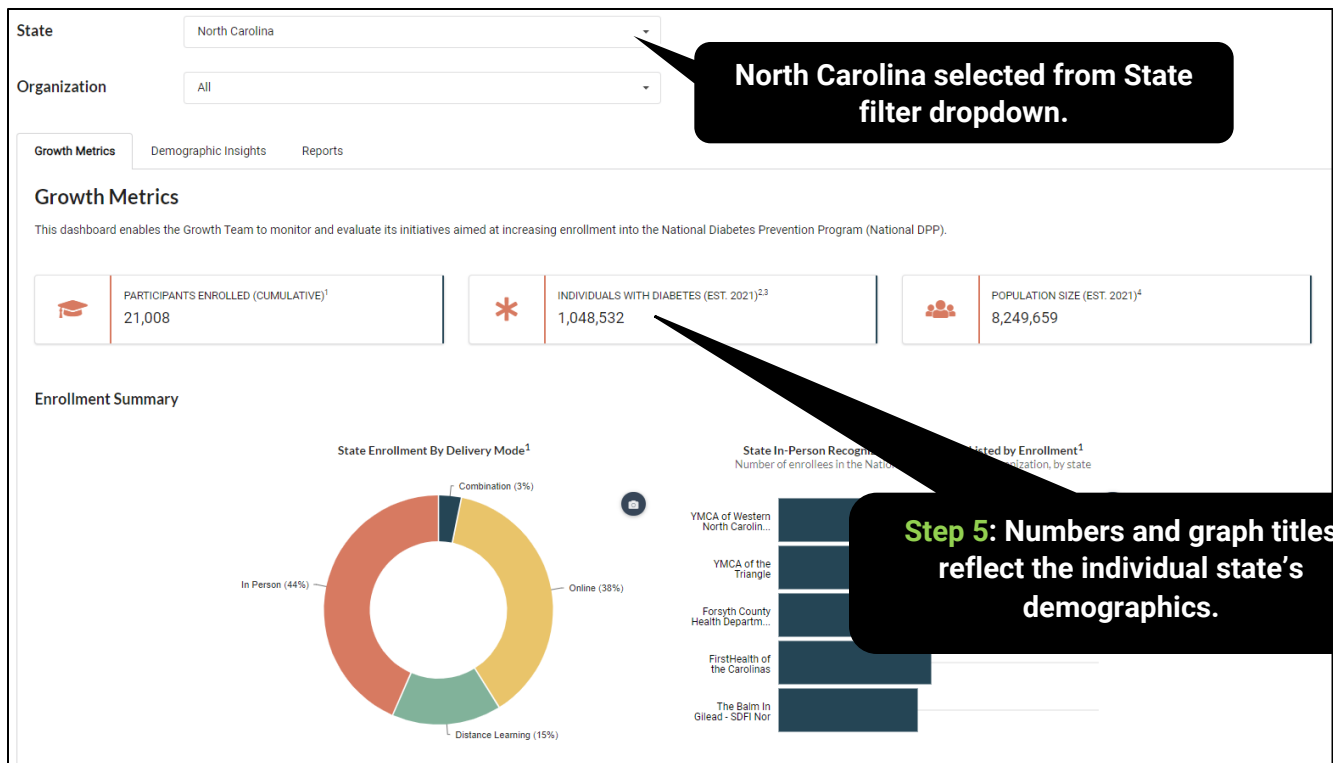 State
North Carolina
North Carolina selected from State
filter dropdown.
Organization
All
Growth Metrics
Demographic Insights
Reports
Growth Metrics
This dashboard enables the Growth Team to monitor and evaluate its initiatives aimed at increasing enrollment into the National Diabetes Prevention Program (National DPP).
PARTICIPANTS ENROLLED (CUMULATIVE)1
21,008
INDIVIDUALS WITH DIABETES (EST. 2021)2,3
1,048,532
POPULATION SIZE (EST. 2021)4
8,249,659
Enrollment Summary
State Enrollment By Delivery Mode1
Combination (3%)
In Person (44%)
Online (38%)
Distance Learning (15%)
State In-Person
by Enrollment1
Number of enrollees in the
by state
YMCA of Western
North Carolin...
YMCA of the
Triangle
Forsyth County
Health Departm...
FirstHealth of
the Carolinas
The Balm In
Gilead - SDFI Nor
Step 5: Numbers and graph titles
reflect the individual state’s
demographics.